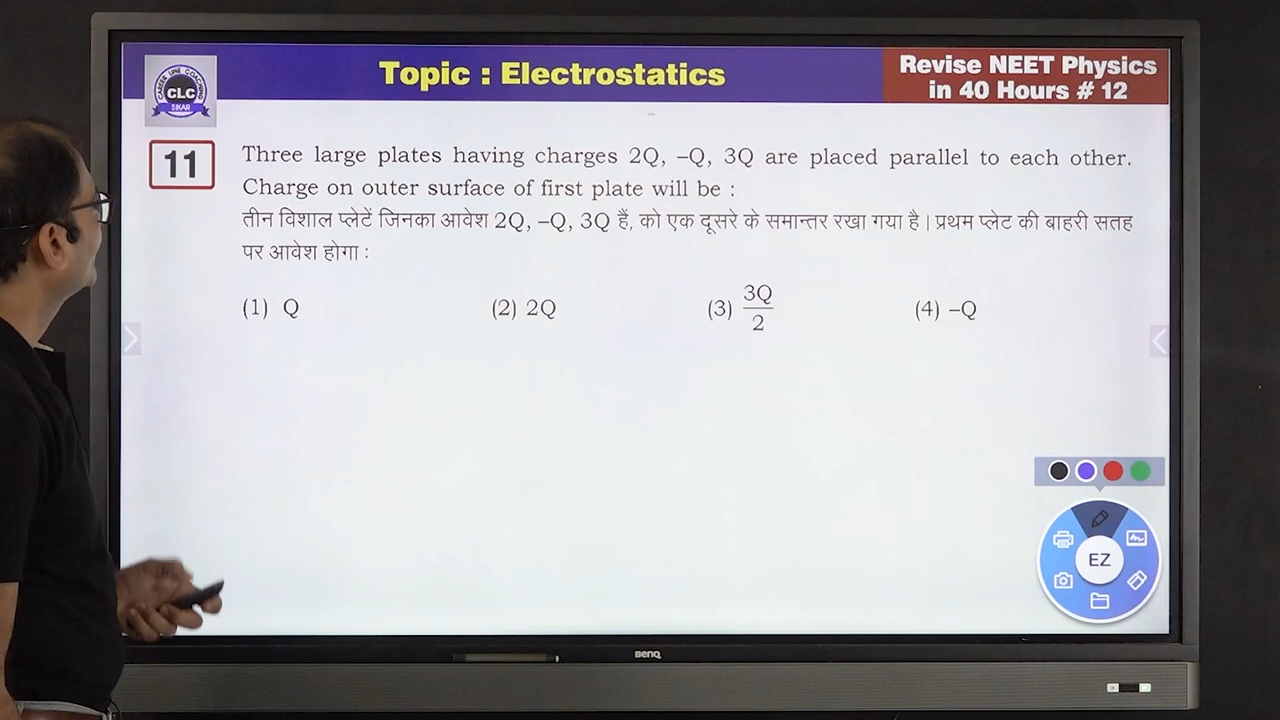 Topic : Electrostatics
Revise NEET Physics
in 40 Hours # 12
CAREER LINE COACHING
CLC
SIKAR
11
Three large plates having charges 2Q, –Q, 3Q are placed parallel to each other.
Charge on outer surface of first plate will be :
तीन विशाल प्लेटें जिनका आवेश 2Q, –Q, 3Q हैं, को एक दूसरे के समान्तर रखा गया है। प्रथम प्लेट की बाहरी सतह
पर आवेश होगा :
(1) Q (2) 2Q (3) 3Q/2 (4) –Q
EZ
BenQ